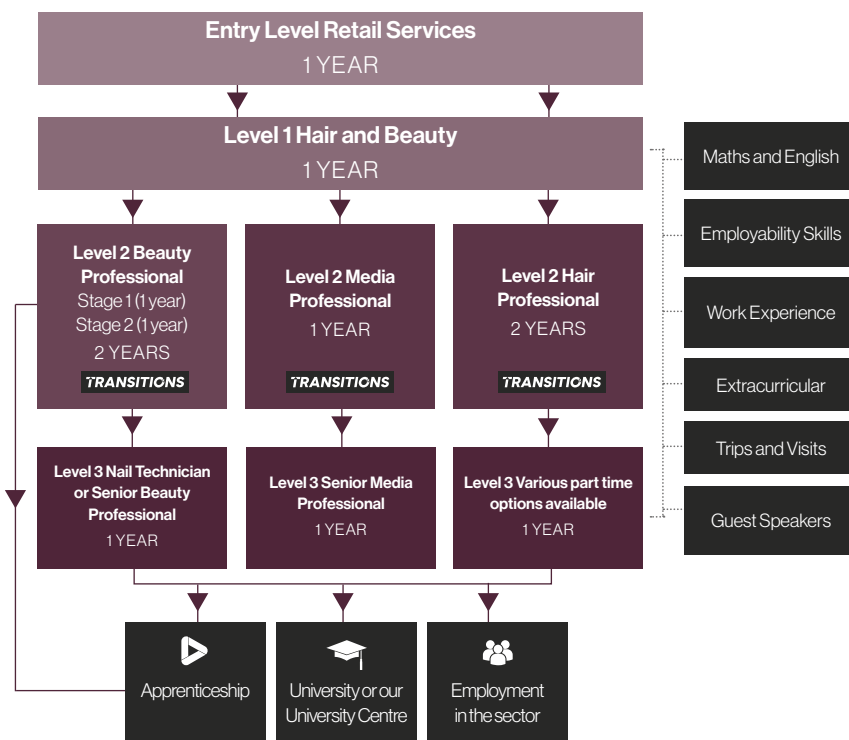 Entry Level Retail Services
1 YEAR
Level 1 Hair and Beauty
1 YEAR
Level 2 Beauty
Professional
Stage 1 (1 year)
Stage 2 (1 year)
2 YEARS
TRANSITIONS
Level 2 Media
Professional
1 YEAR
TRANSITIONS
Level 2 Hair
Professional
2 YEARS
TRANSITIONS
Level 3 Nail Technician
or Senior Beauty
Professional
1 YEAR
Level 3 Senior Media
Professional
1 YEAR
Level 3 Various part time
options available
1 YEAR
Apprenticeship
University or our
University Centre
Employment
in the sector
Maths and English
Employability Skills
Work Experience
Extracurricular
Trips and Visits
Guest Speakers